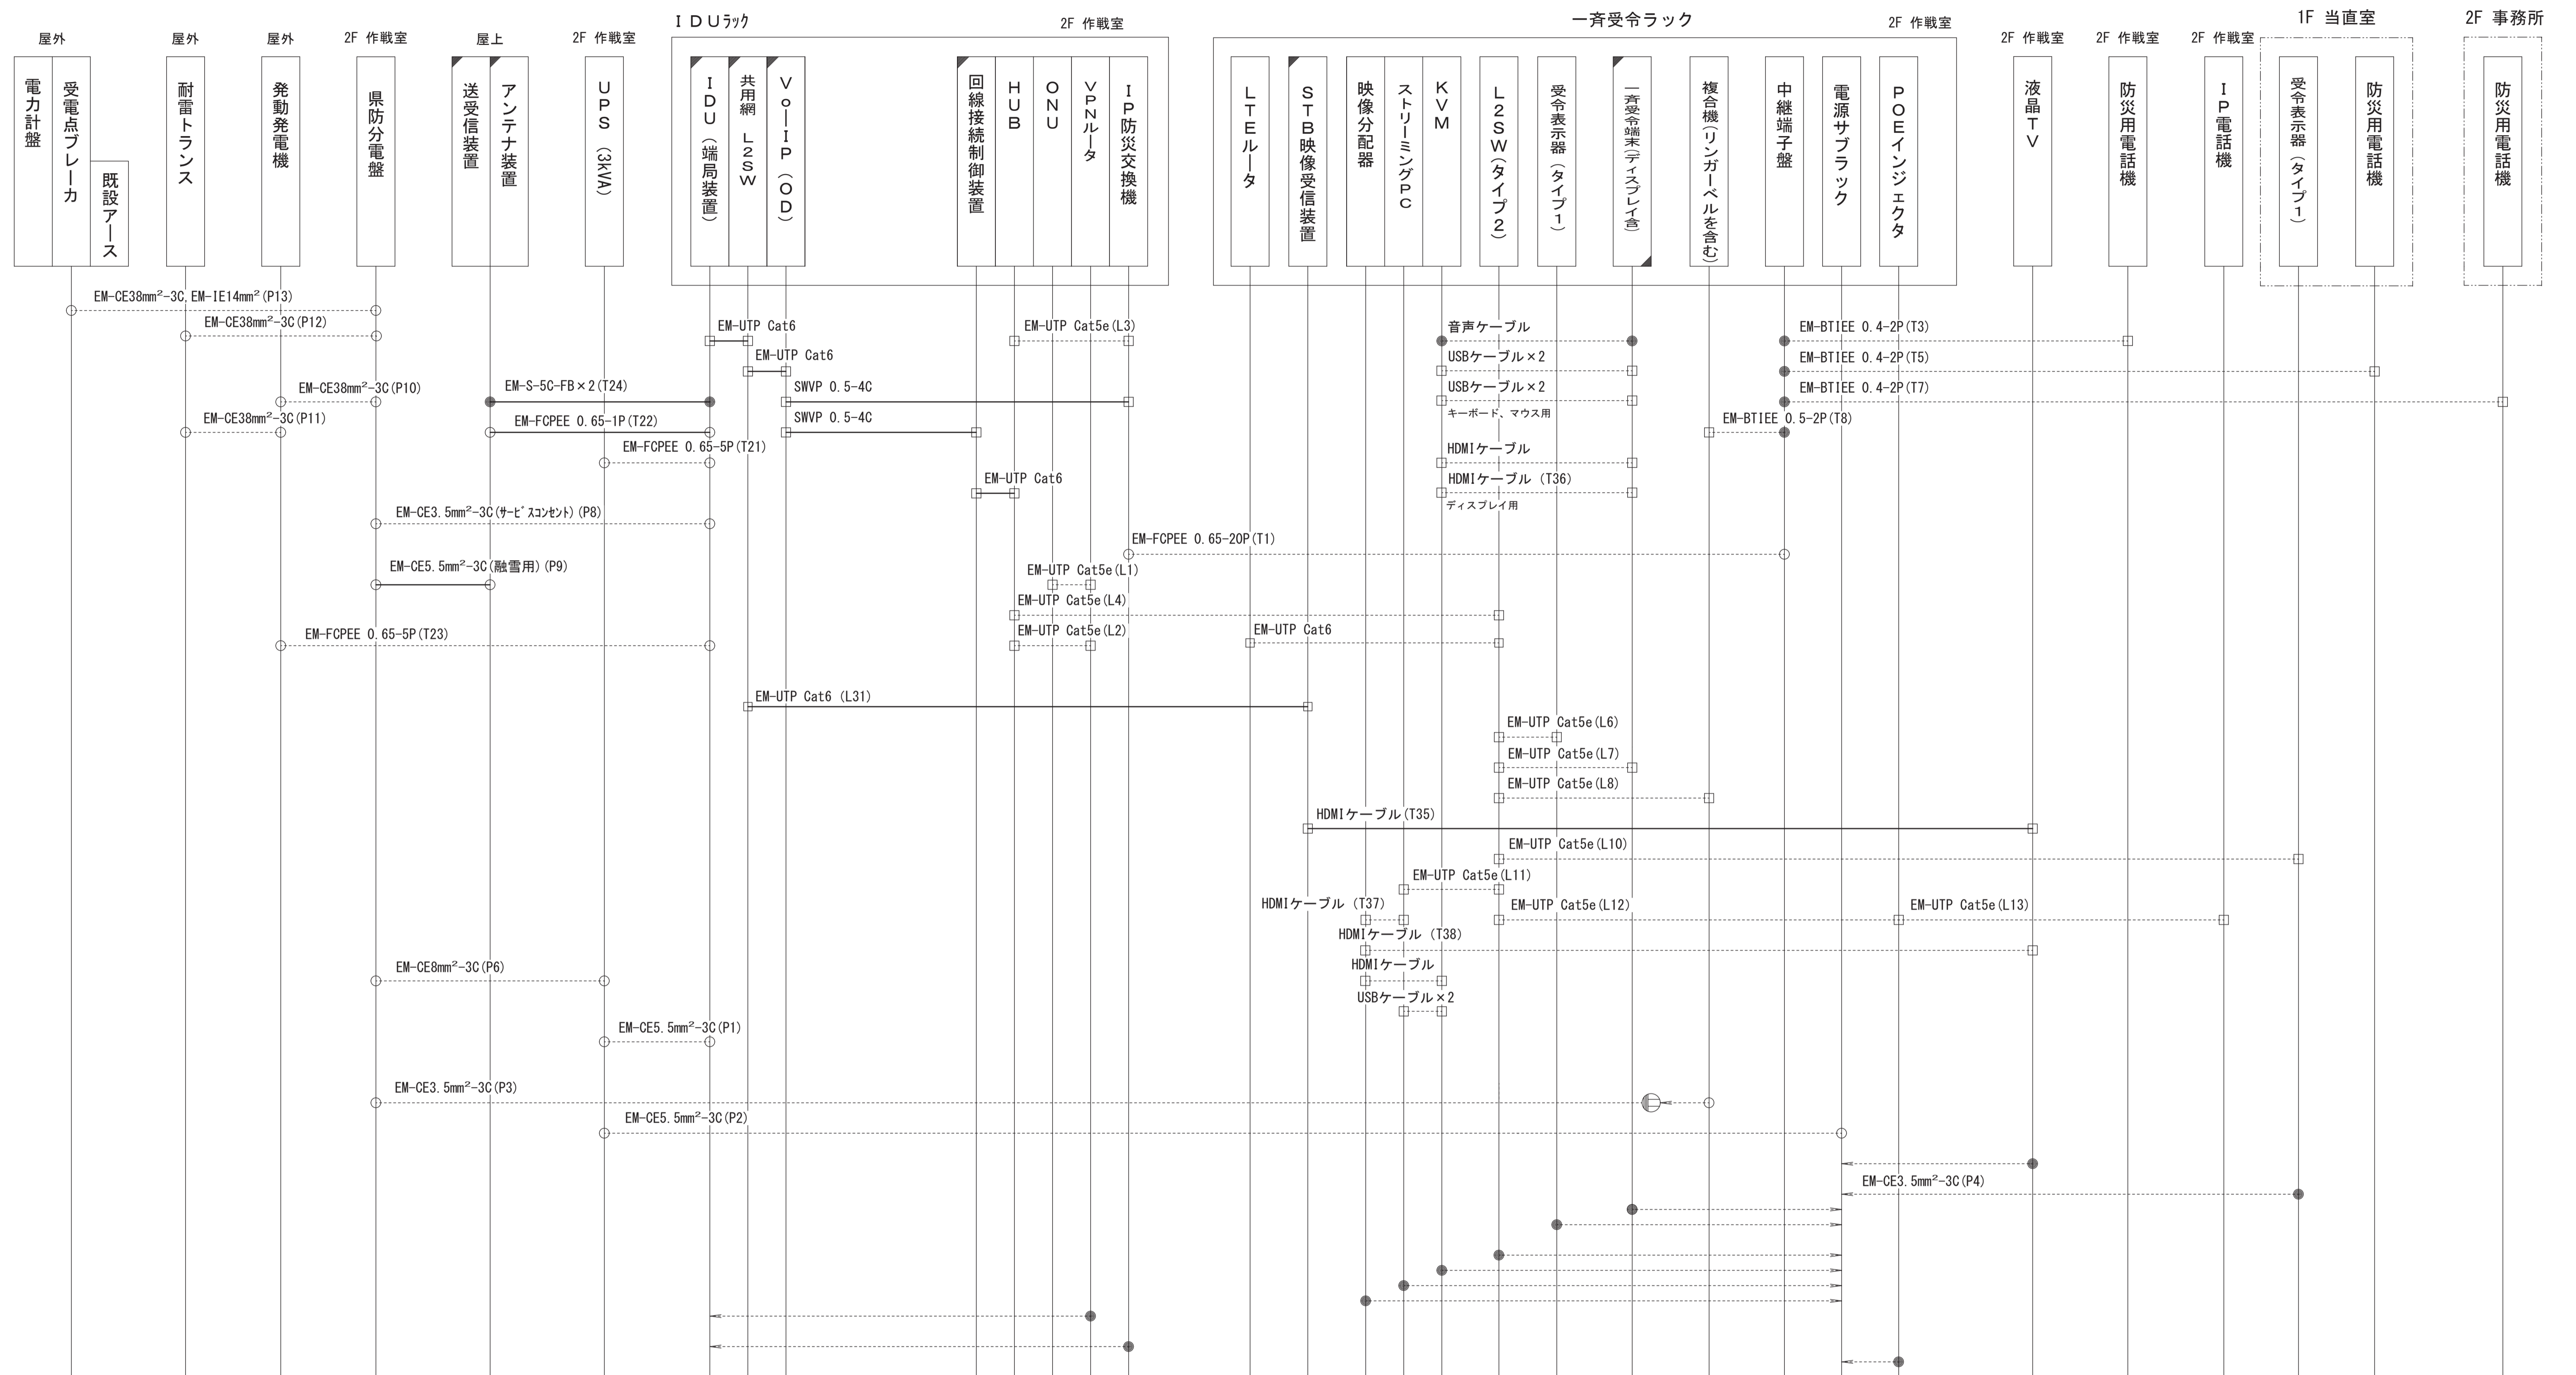 ＩＤＵﾗｯｸ
2F 作戦室
一斉受令ラック
2F 作戦室
1F 当直室
2F 事務所
屋外
屋外
屋外
2F 作戦室
屋上
2F 作戦室
2F 作戦室
2F 作戦室
2F 作戦室
電力計盤
受電点ブレーカ
既設アース
耐雷トランス
発動発電機
県防分電盤
送受信装置
アンテナ装置
UPS（3kVA）
ＩＤＵ（端局装置）
共用網 Ｌ２ＳＷ
ＶｏＩＰ（ＯＤ）
回線接続制御装置
ＨＵＢ
ＯＮＵ
ＶＰＮルータ
ＩＰ防災交換機
ＬＴＥルータ
ＳＴＢ映像受信装置
映像分配器
ストリーミングＰＣ
ＫＶＭ
Ｌ２ＳＷ（タイプ２）
受令表示器（タイプ１）
一斉受令端末（ディスプレイ含）
複合機（リンガーベルを含む）
中継端子盤
電源サブラック
ＰＯＥインジェクタ
液晶ＴＶ
防災用電話機
ＩＰ電話機
受令表示器（タイプ１）
防災用電話機
防災用電話機
EM-CE38mm²-3C,EM-IE14mm²(P13)
EM-CE38mm²-3C(P12)
EM-UTP Cat6
EM-UTP Cat5e(L3)
音声ケーブル
EM-BTIEE 0.4-2P(T3)
EM-UTP Cat6
USBケーブル×2
EM-BTIEE 0.4-2P(T5)
EM-CE38mm²-3C(P10)
EM-S-5C-FB×2(T24)
SWVP 0.5-4C
USBケーブル×2
キーボード、マウス用
EM-BTIEE 0.4-2P(T7)
EM-CE38mm²-3C(P11)
EM-FCPEE 0.65-1P(T22)
SWVP 0.5-4C
EM-BTIEE 0.5-2P(T8)
EM-FCPEE 0.65-5P(T21)
HDMIケーブル
EM-UTP Cat6
HDMIケーブル (T36)
ディスプレイ用
EM-CE3.5mm²-3C(ｻｰﾋﾞｽｺﾝｾﾝﾄ)(P8)
EM-FCPEE 0.65-20P(T1)
EM-CE5.5mm²-3C(融雪用)(P9)
EM-UTP Cat5e(L1)
EM-UTP Cat5e(L4)
EM-FCPEE 0.65-5P(T23)
EM-UTP Cat5e(L2)
EM-UTP Cat6
EM-UTP Cat6 (L31)
EM-UTP Cat5e(L6)
EM-UTP Cat5e(L7)
EM-UTP Cat5e(L8)
HDMIケーブル(T35)
EM-UTP Cat5e(L10)
EM-UTP Cat5e(L11)
HDMIケーブル (T37)
EM-UTP Cat5e(L12)
EM-UTP Cat5e(L13)
HDMIケーブル (T38)
EM-CE8mm²-3C(P6)
HDMIケーブル
USBケーブル×2
EM-CE5.5mm²-3C(P1)
EM-CE3.5mm²-3C(P3)
EM-CE5.5mm²-3C(P2)
EM-CE3.5mm²-3C(P4)